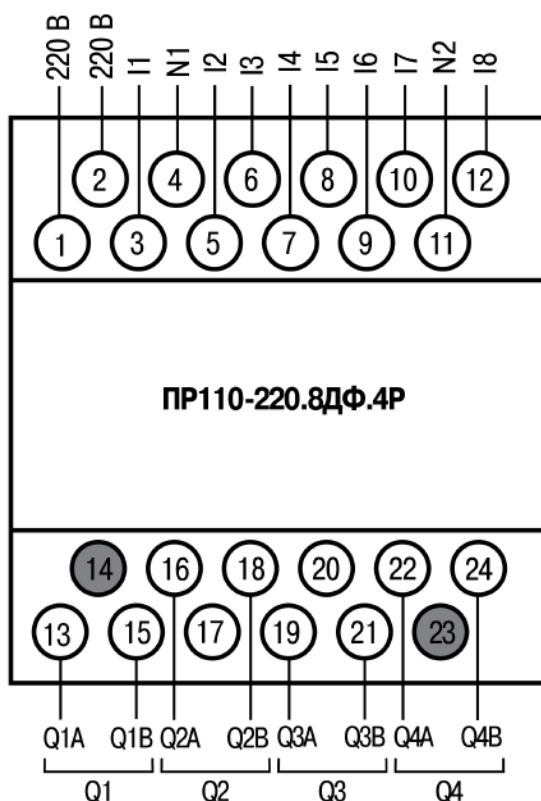 220 В 220 В I1 N1 I2 I3 I4 I5 I6 I7 N2 I8
2 4 6 8 10 12
1 3 5 7 9 11
ПР110-220.8ДФ.4Р
14 16 18 20 22 24
13 15 17 19 21 23
Q1A Q1B Q2A Q2B Q3A Q3B Q4A Q4B
Q1 Q2 Q3 Q4